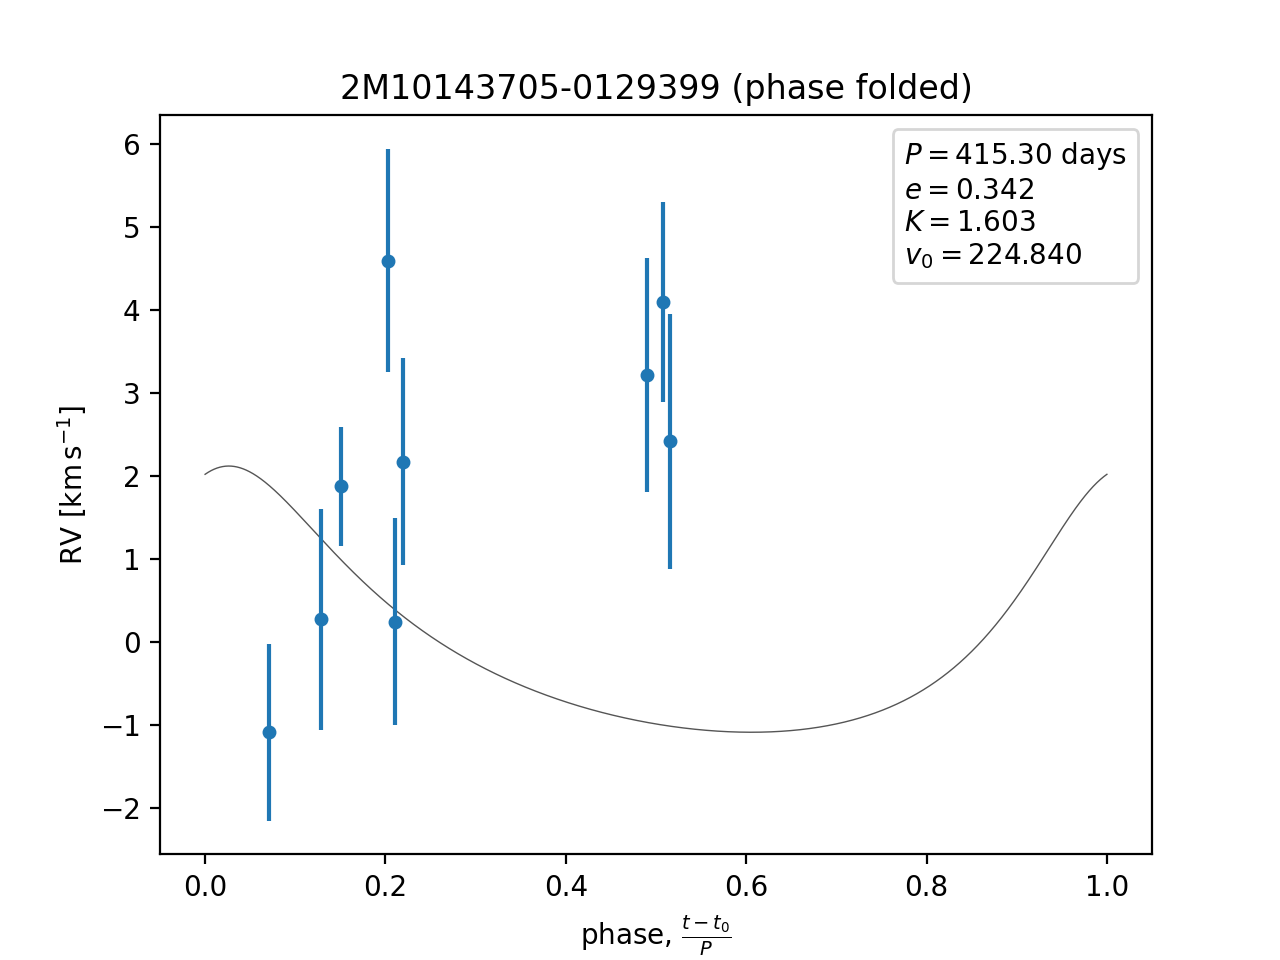 2M10143705-0129399 (phase folded)
P = 415.30 days
e = 0.342
K = 1.603
v₀ = 224.840
RV [km s⁻¹]
6
5
4
3
2
1
0
−1
−2
0.0 0.2 0.4 0.6 0.8 1.0
phase, (t − t₀)/P